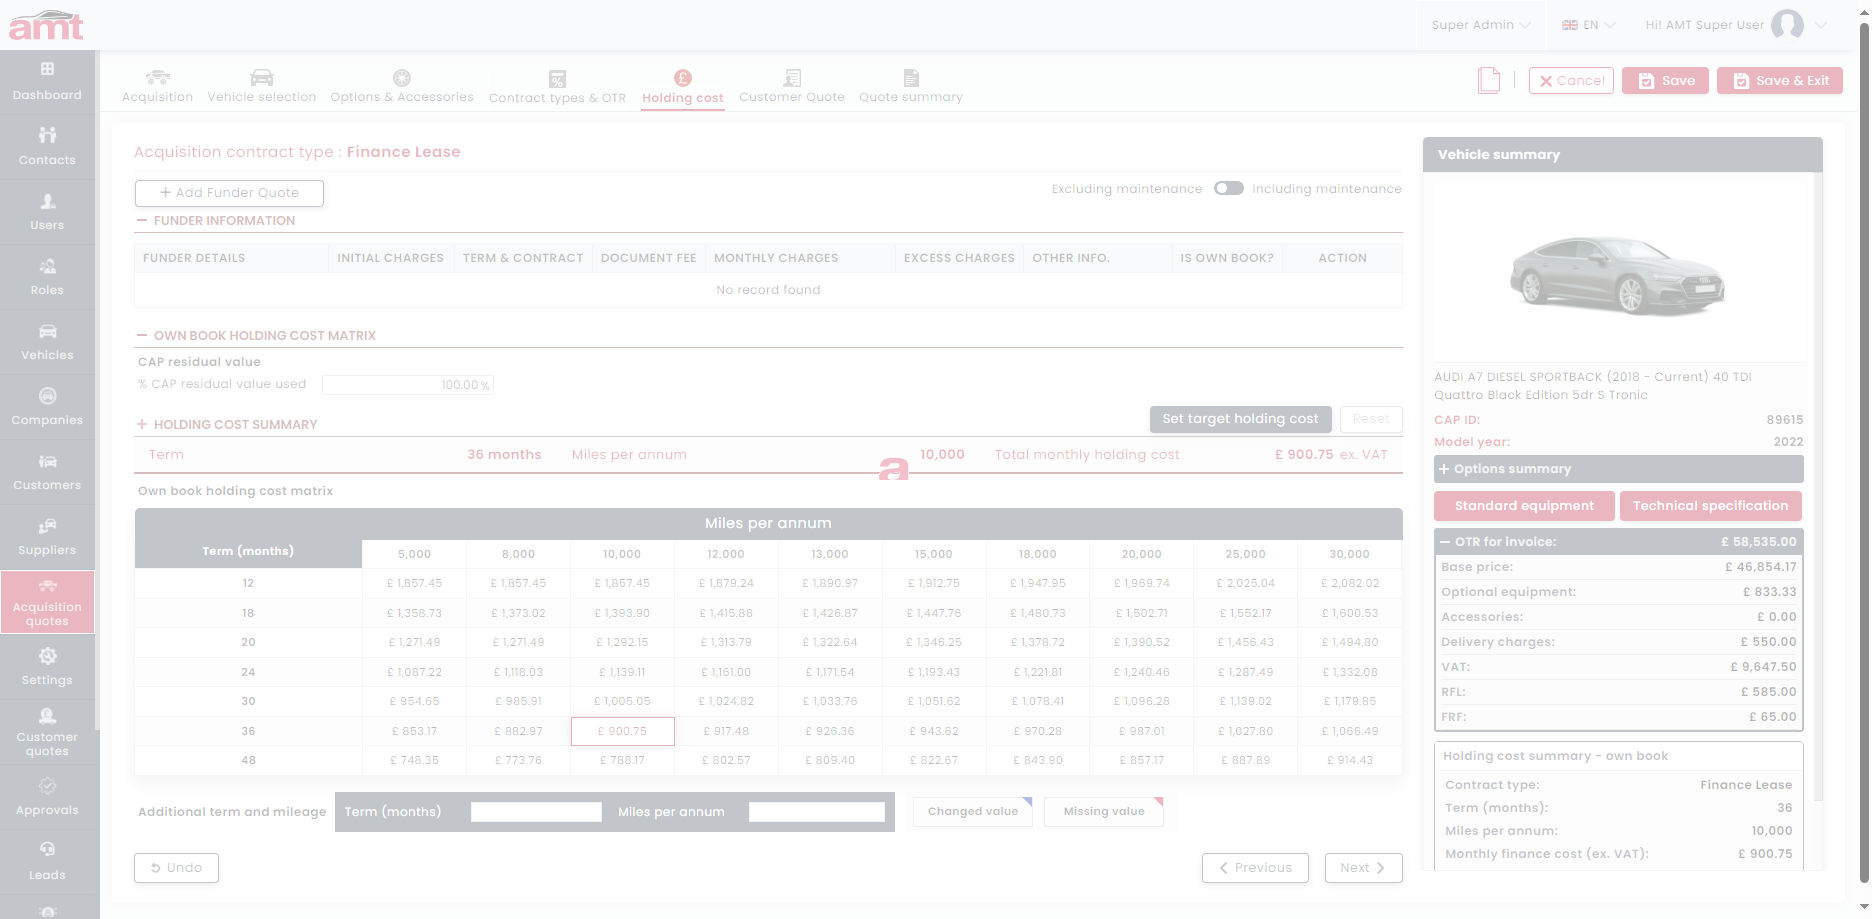 amt
Super Admin
EN
Hi! AMT Super User
Dashboard
Contacts
Users
Roles
Vehicles
Companies
Customers
Suppliers
Acquisition
quotes
Settings
Customer
quotes
Approvals
Leads
Acquisition
Vehicle selection
Options & Accessories
Contract types & OTR
Holding cost
Customer Quote
Quote summary
Cancel
Save
Save & Exit
Acquisition contract type : Finance Lease
+ Add Funder Quote
Excluding maintenance
Including maintenance
FUNDER INFORMATION
FUNDER DETAILS INITIAL CHARGES TERM & CONTRACT DOCUMENT FEE MONTHLY CHARGES EXCESS CHARGES OTHER INFO. IS OWN BOOK? ACTION
No record found
OWN BOOK HOLDING COST MATRIX
CAP residual value
% CAP residual value used 100.00 %
HOLDING COST SUMMARY
Set target holding cost
Reset
Term 36 months Miles per annum 10,000 Total monthly holding cost £ 900.75 ex. VAT
a
Own book holding cost matrix
Miles per annum
Term (months) 5,000 8,000 10,000 12,000 13,000 15,000 18,000 20,000 25,000 30,000
12 £ 1,857.45 £ 1,857.45 £ 1,857.45 £ 1,879.24 £ 1,890.97 £ 1,912.75 £ 1,947.95 £ 1,969.74 £ 2,025.04 £ 2,082.02
18 £ 1,358.73 £ 1,373.02 £ 1,393.90 £ 1,415.88 £ 1,426.87 £ 1,447.76 £ 1,480.73 £ 1,502.71 £ 1,552.17 £ 1,600.53
20 £ 1,271.49 £ 1,271.49 £ 1,292.15 £ 1,313.79 £ 1,322.64 £ 1,346.25 £ 1,378.72 £ 1,390.52 £ 1,456.43 £ 1,494.80
24 £ 1,087.22 £ 1,118.03 £ 1,139.11 £ 1,161.00 £ 1,171.54 £ 1,193.43 £ 1,221.81 £ 1,240.46 £ 1,287.49 £ 1,332.08
30 £ 954.65 £ 985.91 £ 1,005.05 £ 1,024.82 £ 1,033.76 £ 1,051.62 £ 1,078.41 £ 1,096.28 £ 1,139.02 £ 1,179.85
36 £ 853.17 £ 882.97 £ 900.75 £ 917.48 £ 926.36 £ 943.62 £ 970.28 £ 987.01 £ 1,027.80 £ 1,066.49
48 £ 748.35 £ 773.76 £ 788.17 £ 802.57 £ 809.40 £ 822.67 £ 843.90 £ 857.17 £ 887.89 £ 914.43
Additional term and mileage Term (months) Miles per annum
Changed value
Missing value
Undo
Previous
Next
Vehicle summary
AUDI A7 DIESEL SPORTBACK (2018 - Current) 40 TDI
Quattro Black Edition 5dr S Tronic
CAP ID: 89615
Model year: 2022
+ Options summary
Standard equipment
Technical specification
OTR for invoice: £ 58,535.00
Base price: £ 46,854.17
Optional equipment: £ 833.33
Accessories: £ 0.00
Delivery charges: £ 550.00
VAT: £ 9,647.50
RFL: £ 585.00
FRF: £ 65.00
Holding cost summary - own book
Contract type: Finance Lease
Term (months): 36
Miles per annum: 10,000
Monthly finance cost (ex. VAT): £ 900.75